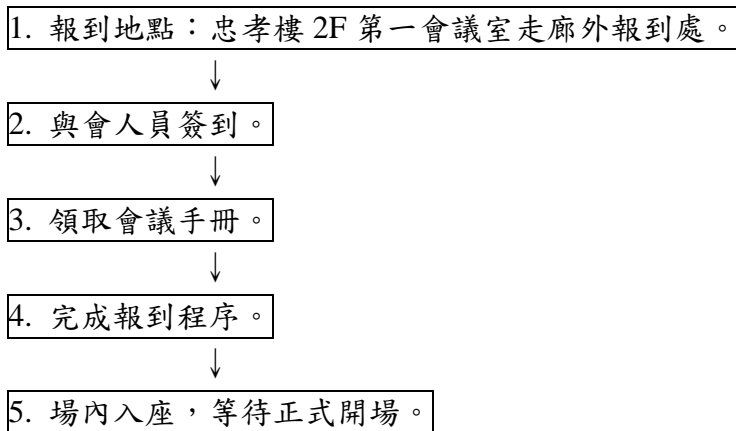 1. 報到地點：忠孝樓 2F 第一會議室走廊外報到處。
↓
2. 與會人員簽到。
↓
3. 領取會議手冊。
↓
4. 完成報到程序。
↓
5. 場內入座，等待正式開場。